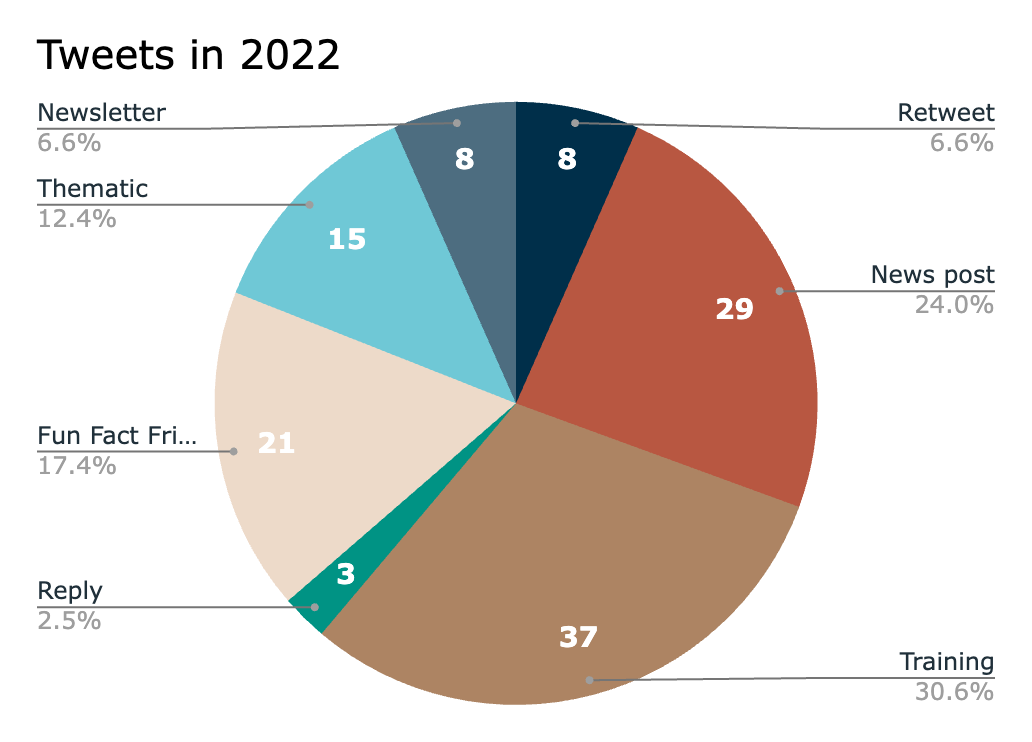 Tweets in 2022
Newsletter
6.6%
Retweet
6.6%
8
8
Thematic
12.4%
15
News post
24.0%
29
Fun Fact Fri...
17.4%
21
Reply
2.5%
3
37
Training
30.6%